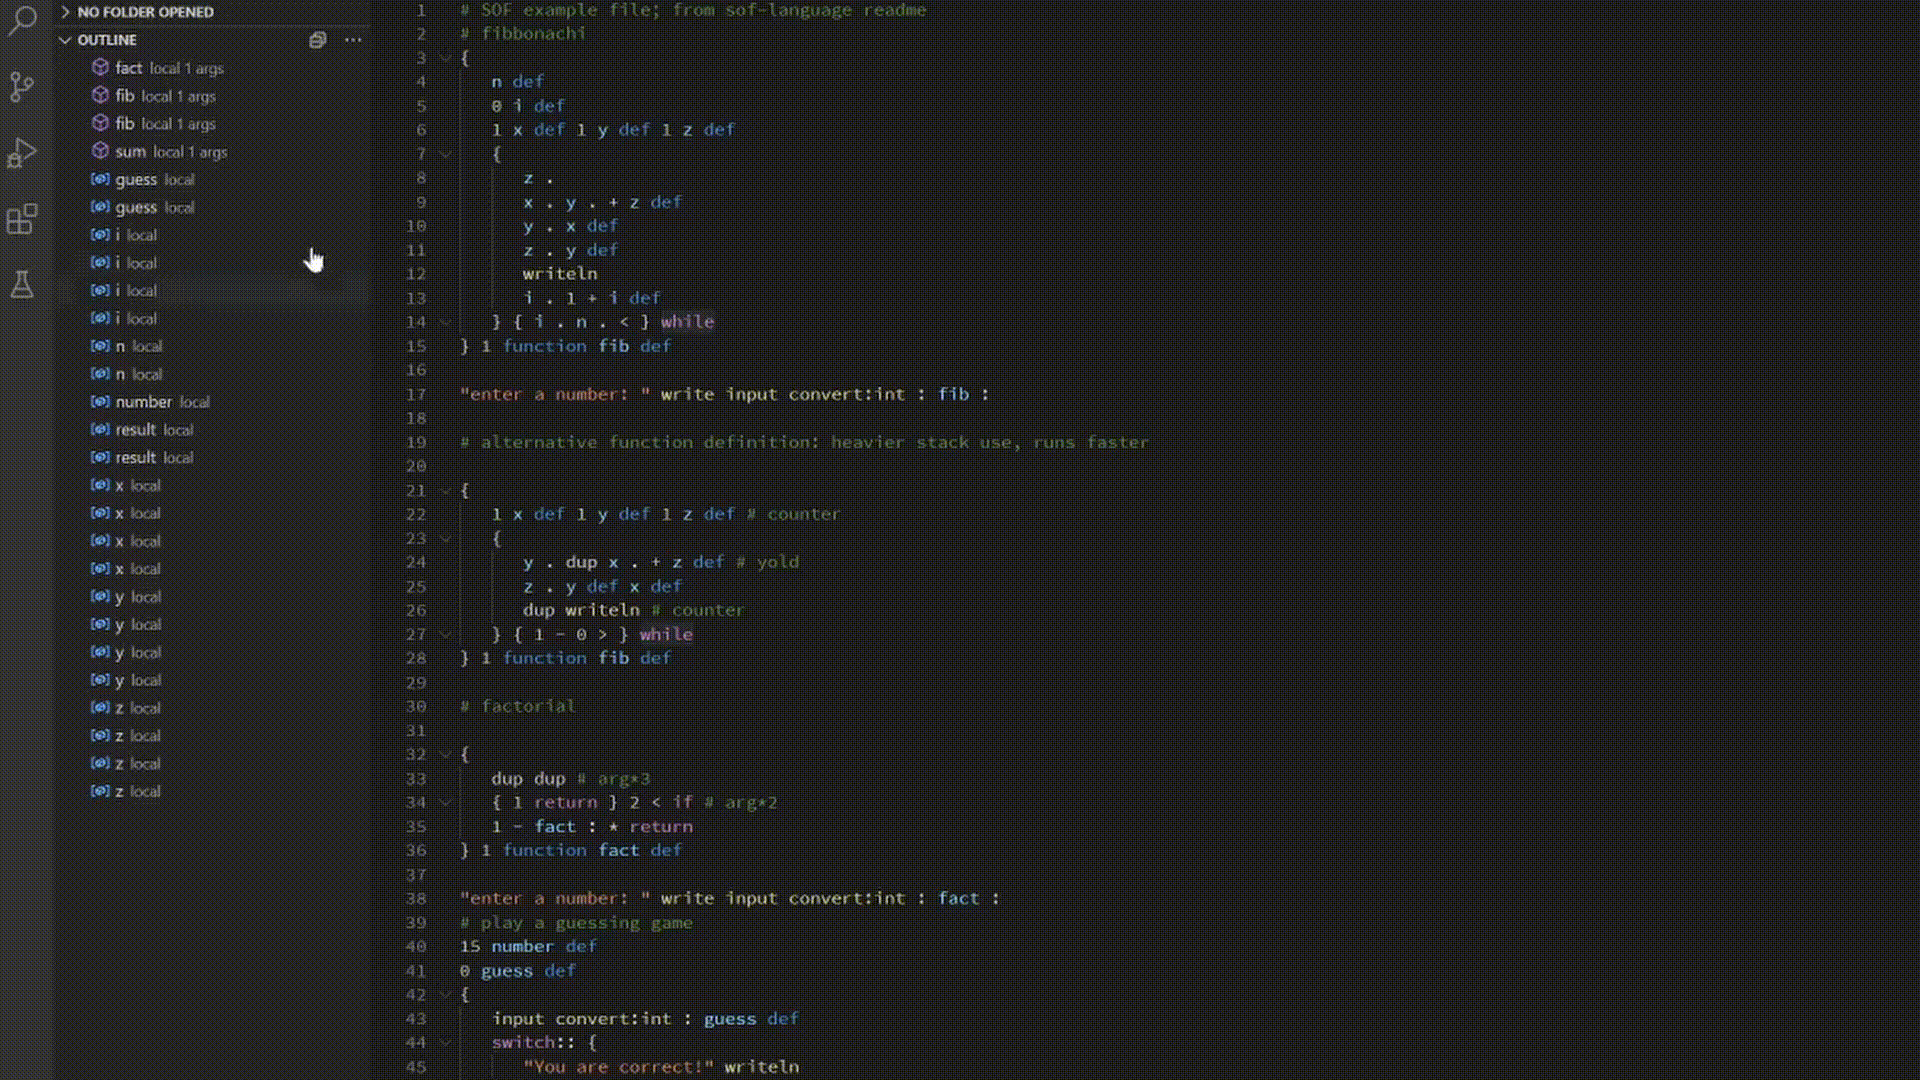 NO FOLDER OPENED
OUTLINE
fact local 1 args
fib local 1 args
fib local 1 args
sum local 1 args
guess local
guess local
i local
i local
i local
i local
n local
n local
number local
result local
result local
x local
x local
x local
x local
y local
y local
y local
y local
z local
z local
z local
z local
1 # SOF example file; from sof-language readme
2 # fibbonachi
3 {
4 n def
5 0 i def
6 1 x def 1 y def 1 z def
7 {
8 z .
9 x . y . + z def
10 y . x def
11 z . y def
12 writeln
13 i . 1 + i def
14 } { i . n . < } while
15 } 1 function fib def
16
17 "enter a number: " write input convert:int : fib :
18
19 # alternative function definition: heavier stack use, runs faster
20
21 {
22 1 x def 1 y def 1 z def # counter
23 {
24 y . dup x . + z def # yold
25 z . y def x def
26 dup writeln # counter
27 } { 1 - 0 > } while
28 } 1 function fib def
29
30 # factorial
31
32 {
33 dup dup # arg*3
34 { 1 return } 2 < if # arg*2
35 1 - fact : * return
36 } 1 function fact def
37
38 "enter a number: " write input convert:int : fact :
39 # play a guessing game
40 15 number def
41 0 guess def
42 {
43 input convert:int : guess def
44 switch:: {
45 "You are correct!" writeln